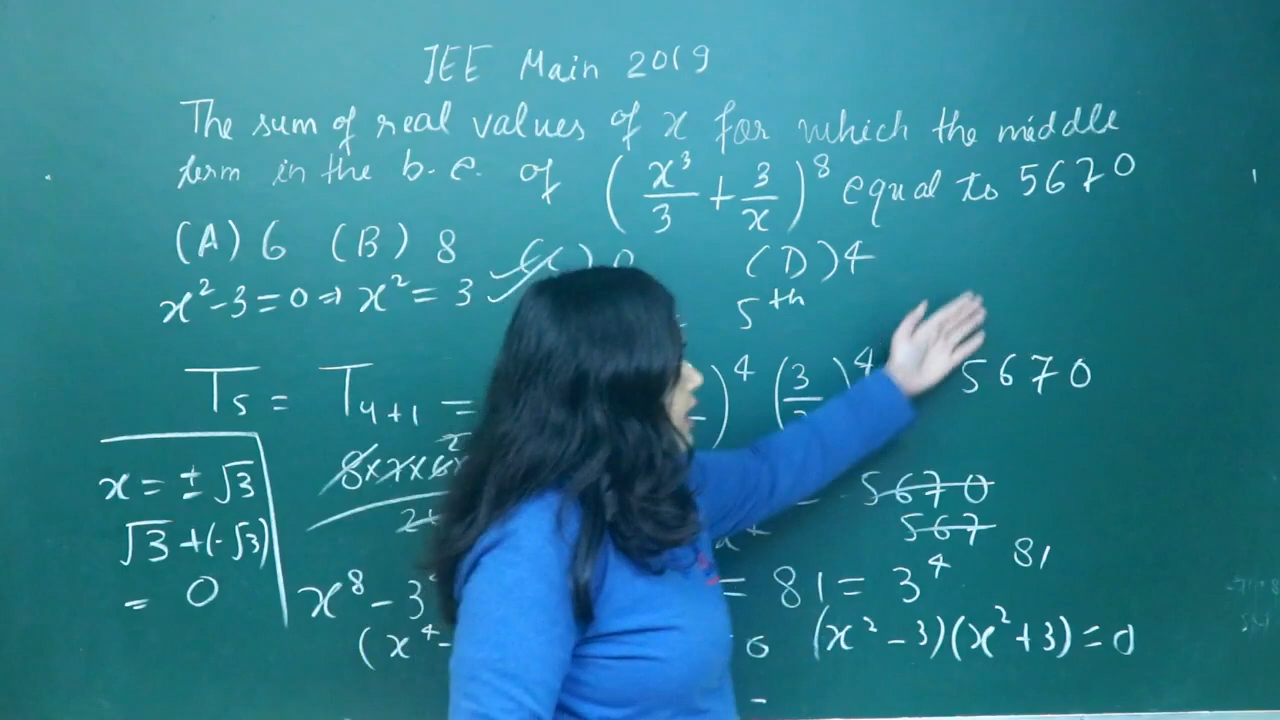 JEE Main 2019
The sum of real values of x for which the middle
term in the b.e. of (x³/3 + 3/x)⁸ equal to 5670
(A) 6 (B) 8 (C) 0 (D) 4
x² - 3 = 0 ⇒ x² = 3 5th
T₅ = T₄₊₁ = )⁴ (3/ )⁴ 5670
8×7×6× = 5670
567
81
x = ± √3
√3 + (-√3)
= 0
x⁸ - 3 = 81 = 3⁴
(x⁴ - 0 (x² - 3)(x² + 3) = 0